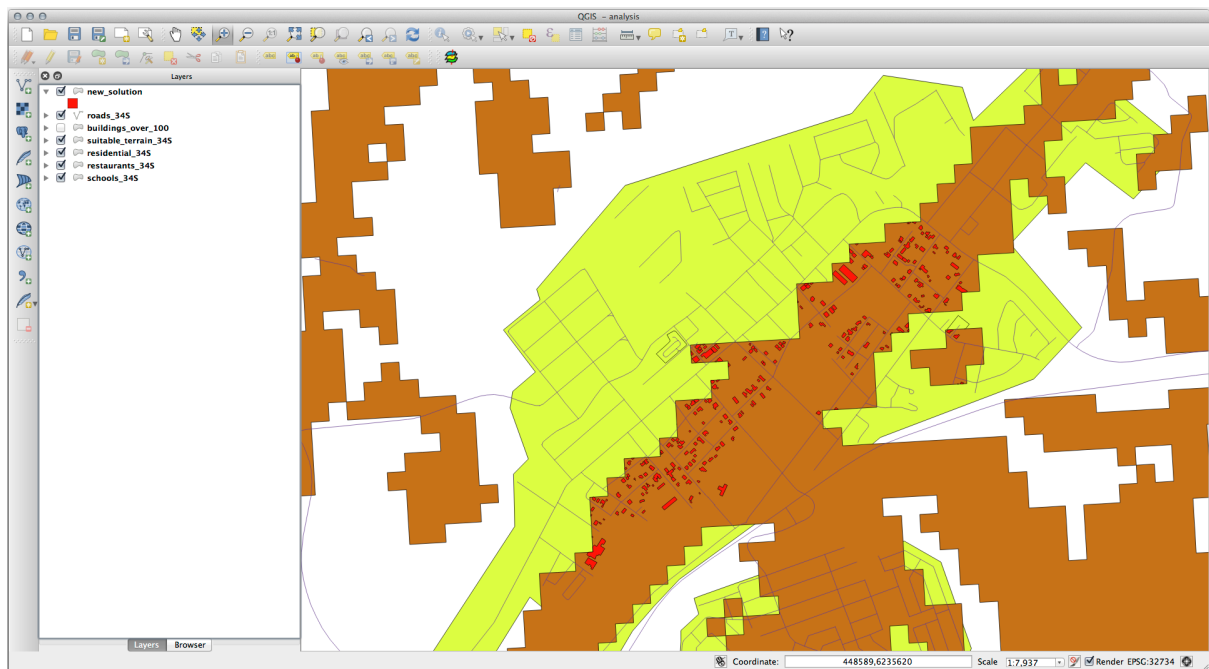 QGIS - analysis
Layers
new_solution
roads_34S
buildings_over_100
suitable_terrain_34S
residential_34S
restaurants_34S
schools_34S
Layers
Browser
Coordinate:
448589,6235620
Scale
1:7,937
Render
EPSG:32734